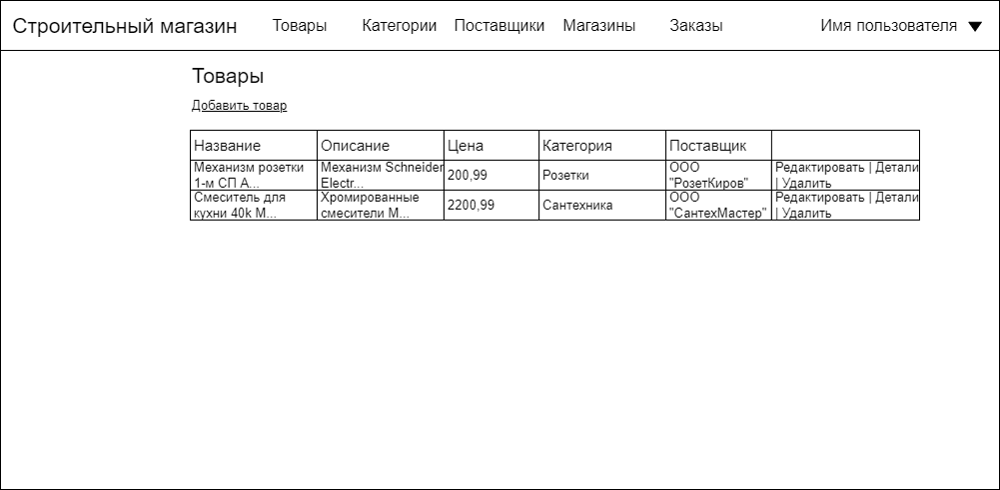 Строительный магазин Товары Категории Поставщики Магазины Заказы Имя пользователя
Товары
Добавить товар
Название Описание Цена Категория Поставщик
Механизм розетки Механизм Schneider ООО Редактировать | Детали
1-м СП А... Electr... 200,99 Розетки "РозетКиров" | Удалить
Смеситель для Хромированные ООО Редактировать | Детали
кухни 40k М... смесители М... 2200,99 Сантехника "СантехМастер" | Удалить